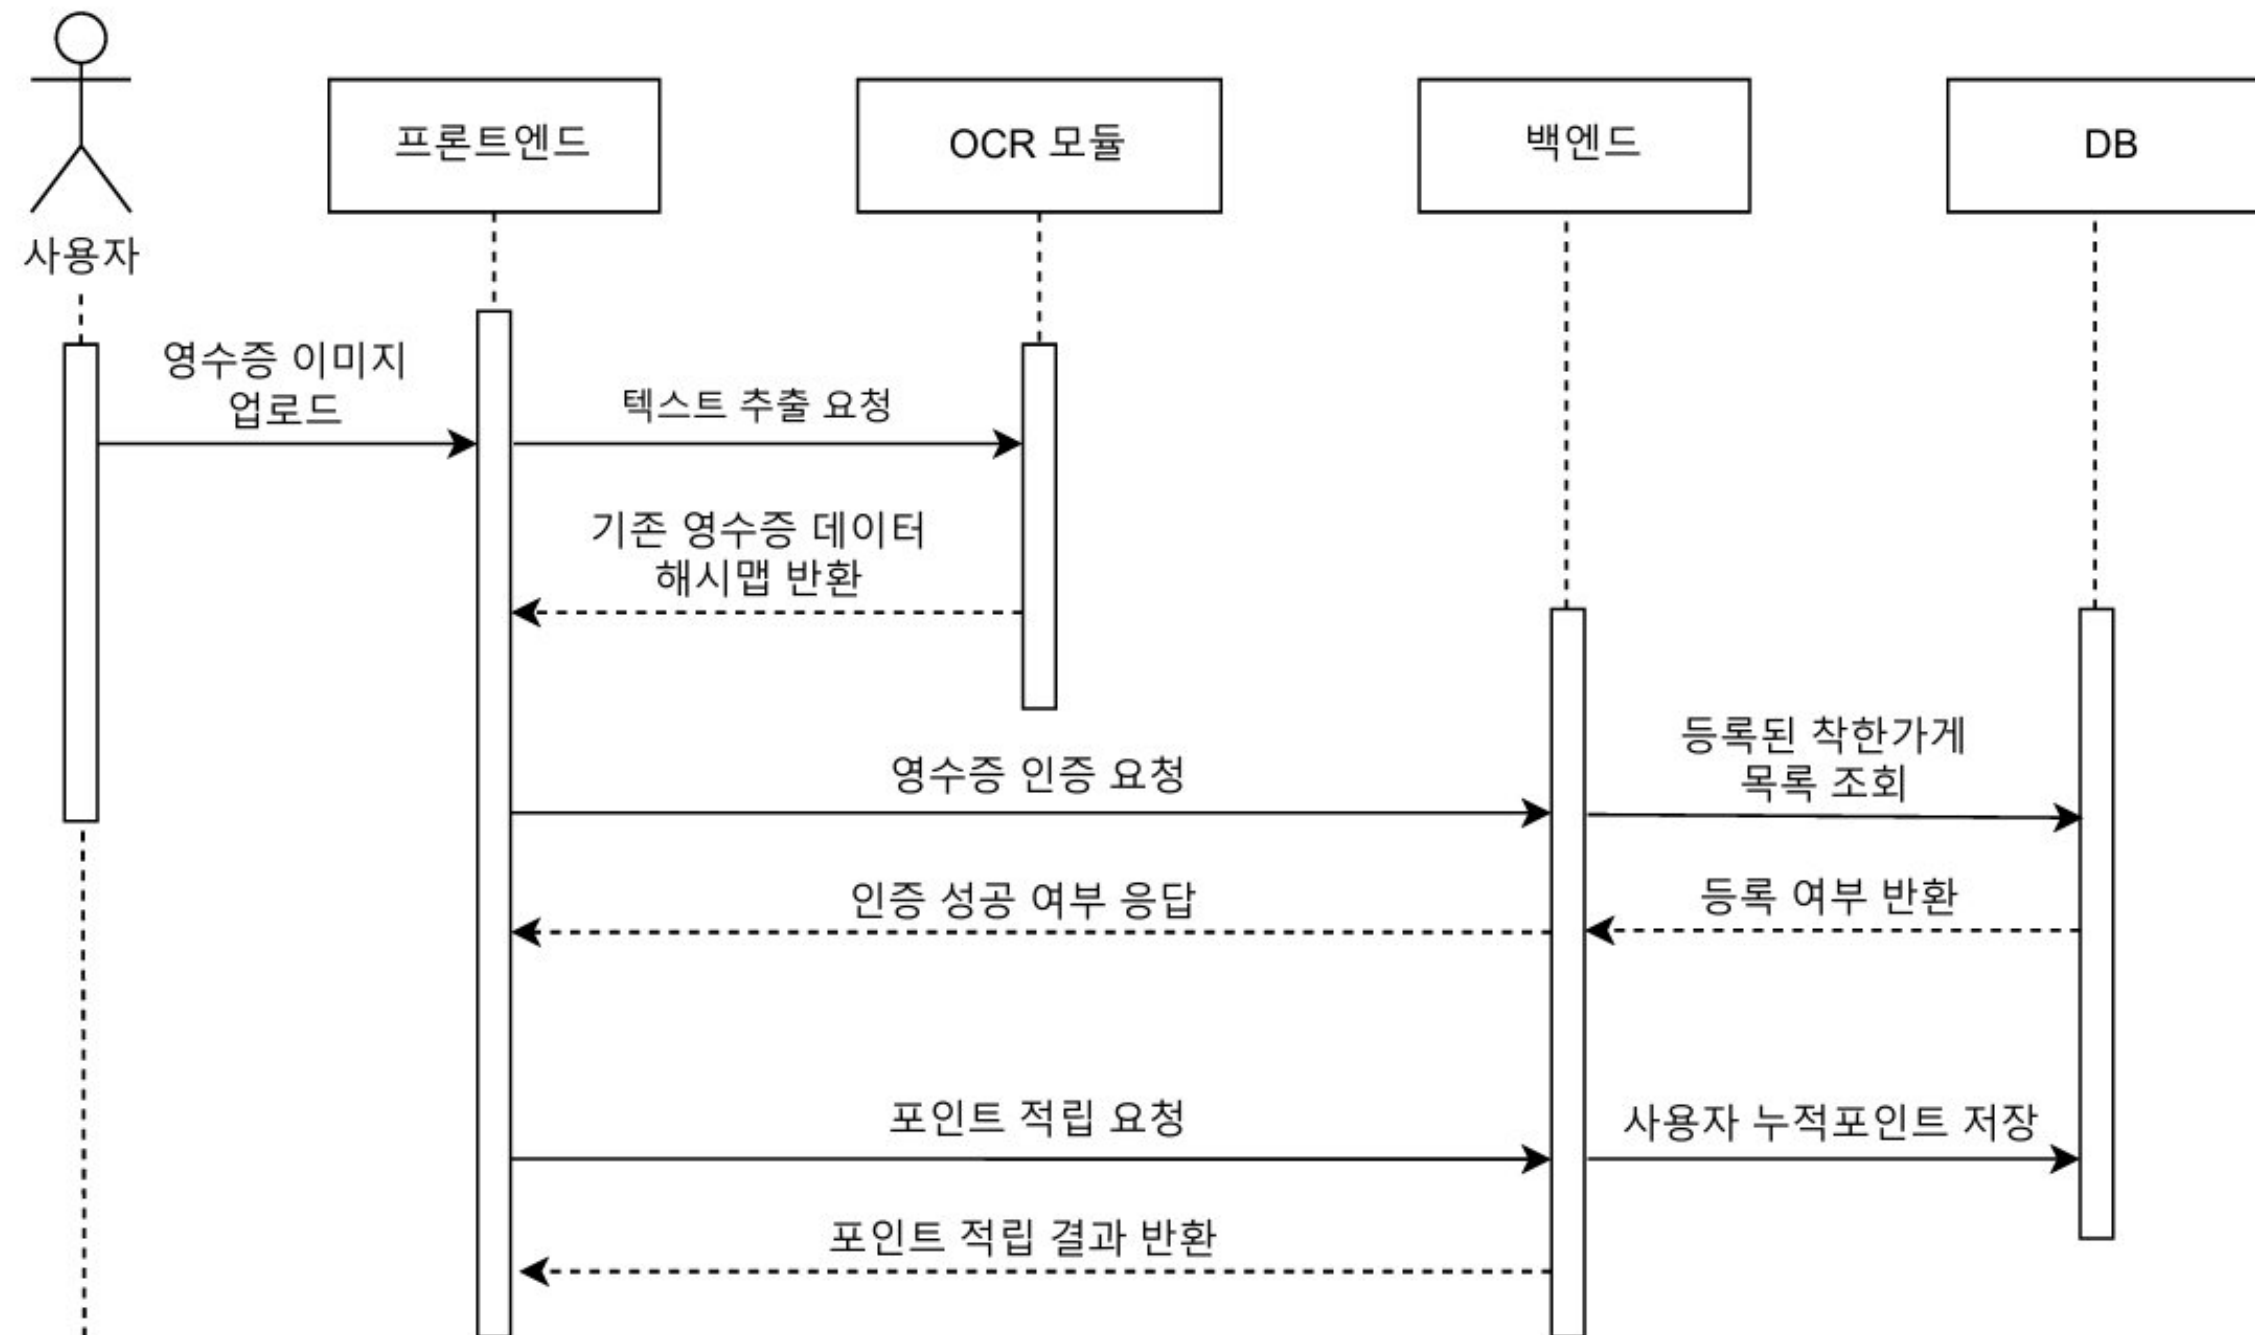 프론트엔드
OCR 모듈
백엔드
DB
사용자
영수증 이미지
업로드
텍스트 추출 요청
기존 영수증 데이터
해시맵 반환
영수증 인증 요청
등록된 착한가게
목록 조회
인증 성공 여부 응답
등록 여부 반환
포인트 적립 요청
사용자 누적포인트 저장
포인트 적립 결과 반환